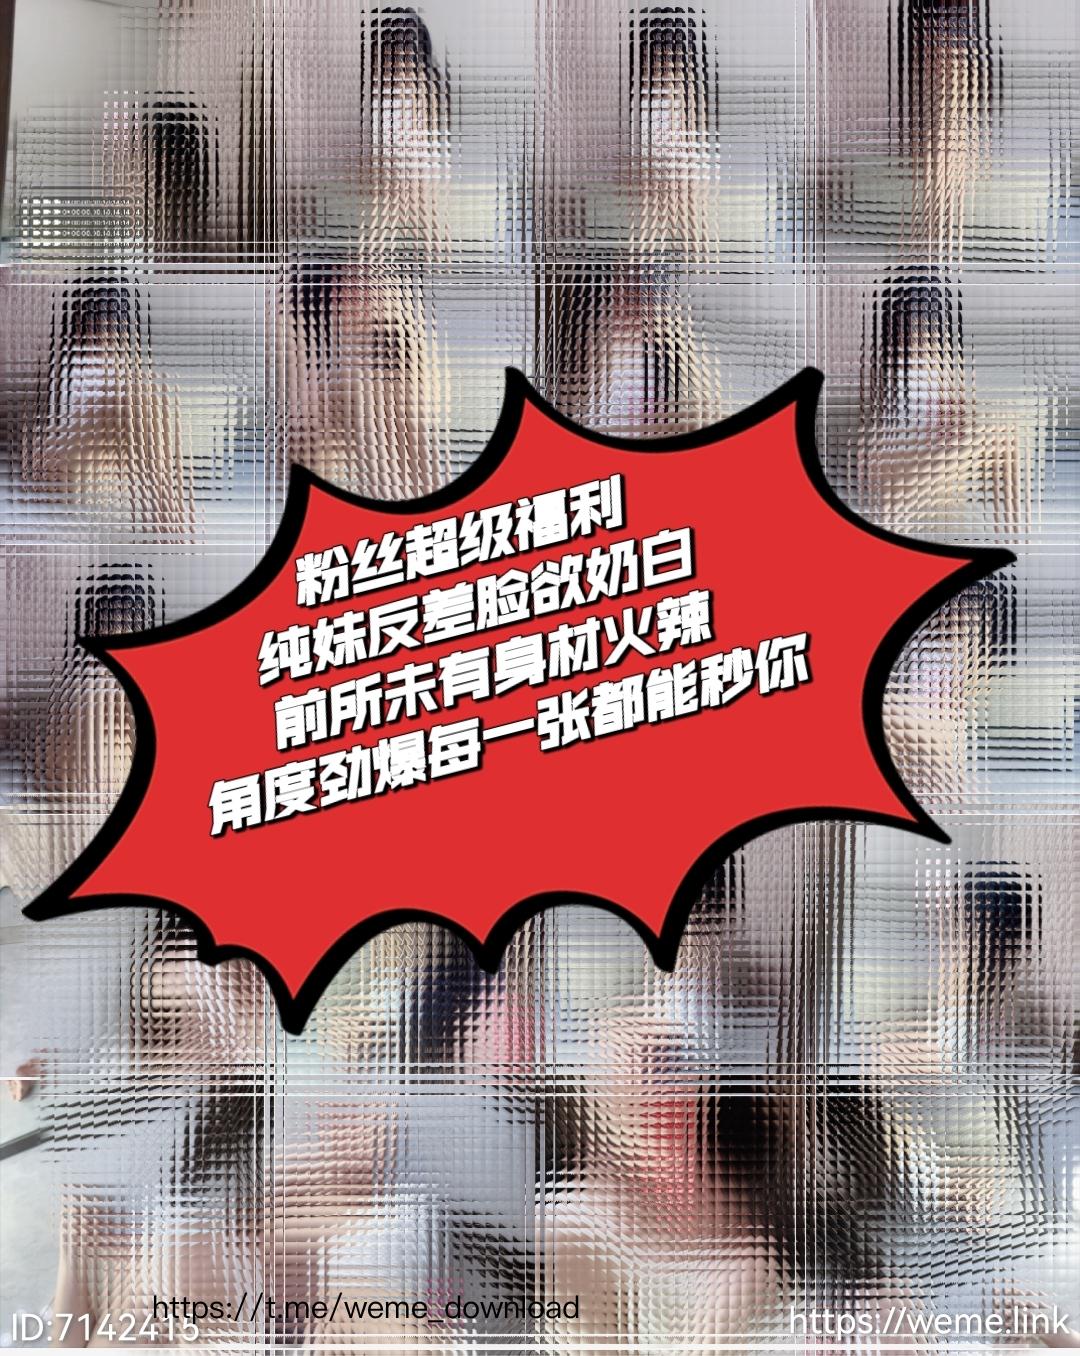 粉丝超级福利
纯妹反差脸欲奶白
前所未有身材火辣
角度劲爆每一张都能秒你
https://t.me/weme_download
ID:7142415
https://weme.link